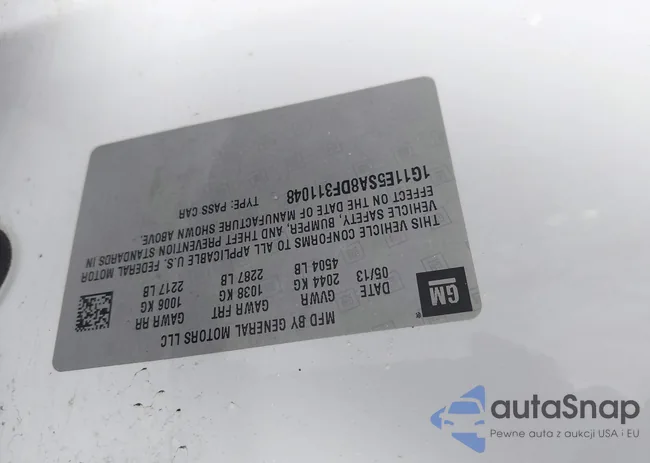 GM
MFD BY GENERAL MOTORS LLC
DATE GVWR GAWR FRT GAWR RR
05/13 2044 KG 1038 KG 1006 KG
4504 LB 2287 LB 2217 LB
THIS VEHICLE CONFORMS TO ALL APPLICABLE U.S. FEDERAL MOTOR
VEHICLE SAFETY, BUMPER, AND THEFT PREVENTION STANDARDS IN
EFFECT ON THE DATE OF MANUFACTURE SHOWN ABOVE.
1G11E5SA8DF311048 TYPE: PASS CAR
autaSnap
Pewne auta z aukcji USA i EU